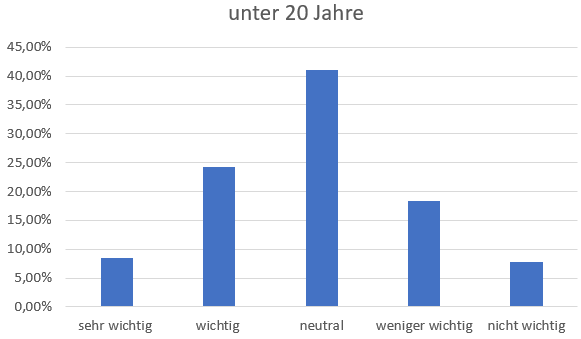 unter 20 Jahre
45,00%
40,00%
35,00%
30,00%
25,00%
20,00%
15,00%
10,00%
5,00%
0,00%
sehr wichtig
wichtig
neutral
weniger wichtig
nicht wichtig